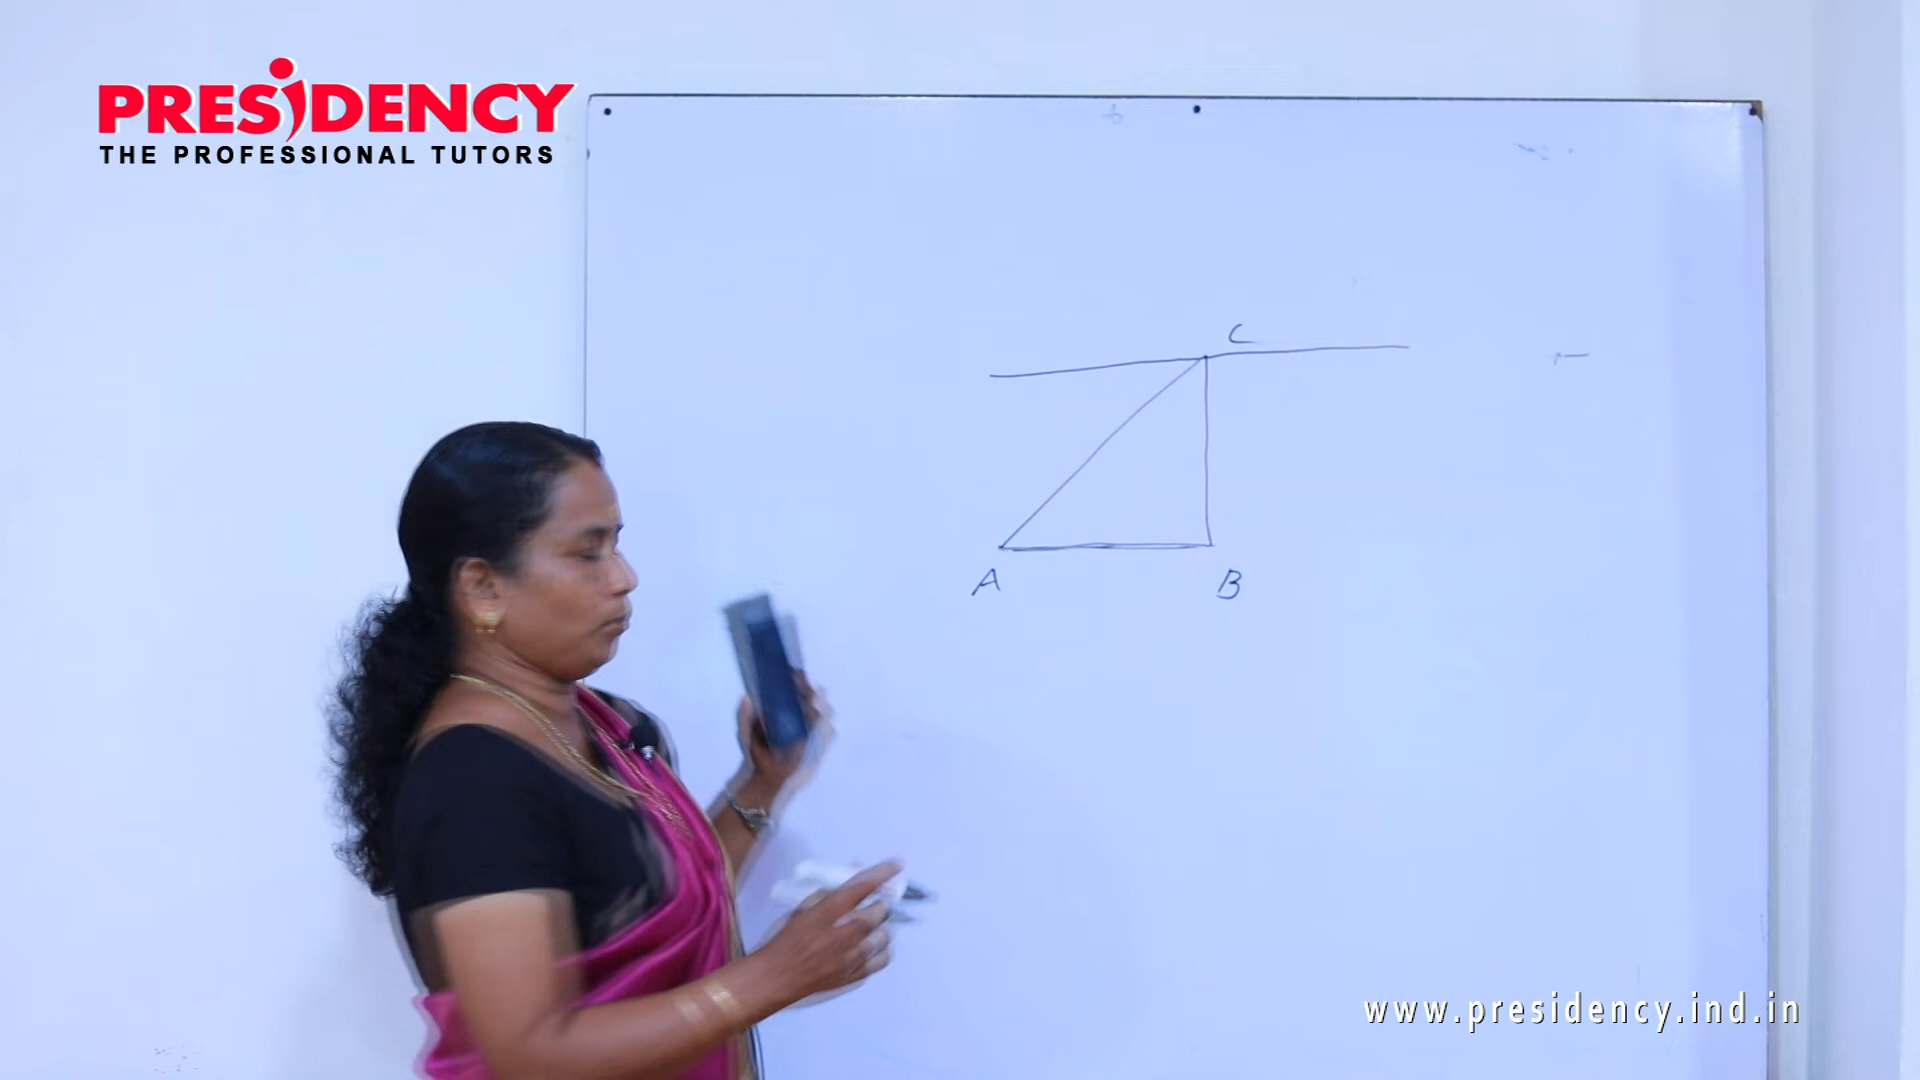 PRESIDENCY
THE PROFESSIONAL TUTORS
C
A B
www.presidency.ind.in